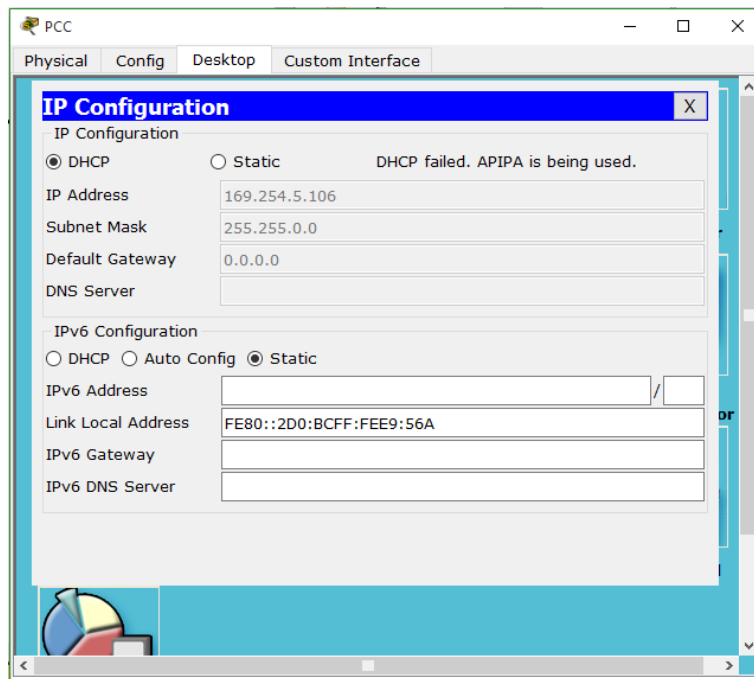 PCC
Physical Config Desktop Custom Interface
IP Configuration X
IP Configuration
DHCP Static DHCP failed. APIPA is being used.
IP Address 169.254.5.106
Subnet Mask 255.255.0.0
Default Gateway 0.0.0.0
DNS Server
IPv6 Configuration
DHCP Auto Config Static
IPv6 Address /
Link Local Address FE80::2D0:BCFF:FEE9:56A
IPv6 Gateway
IPv6 DNS Server